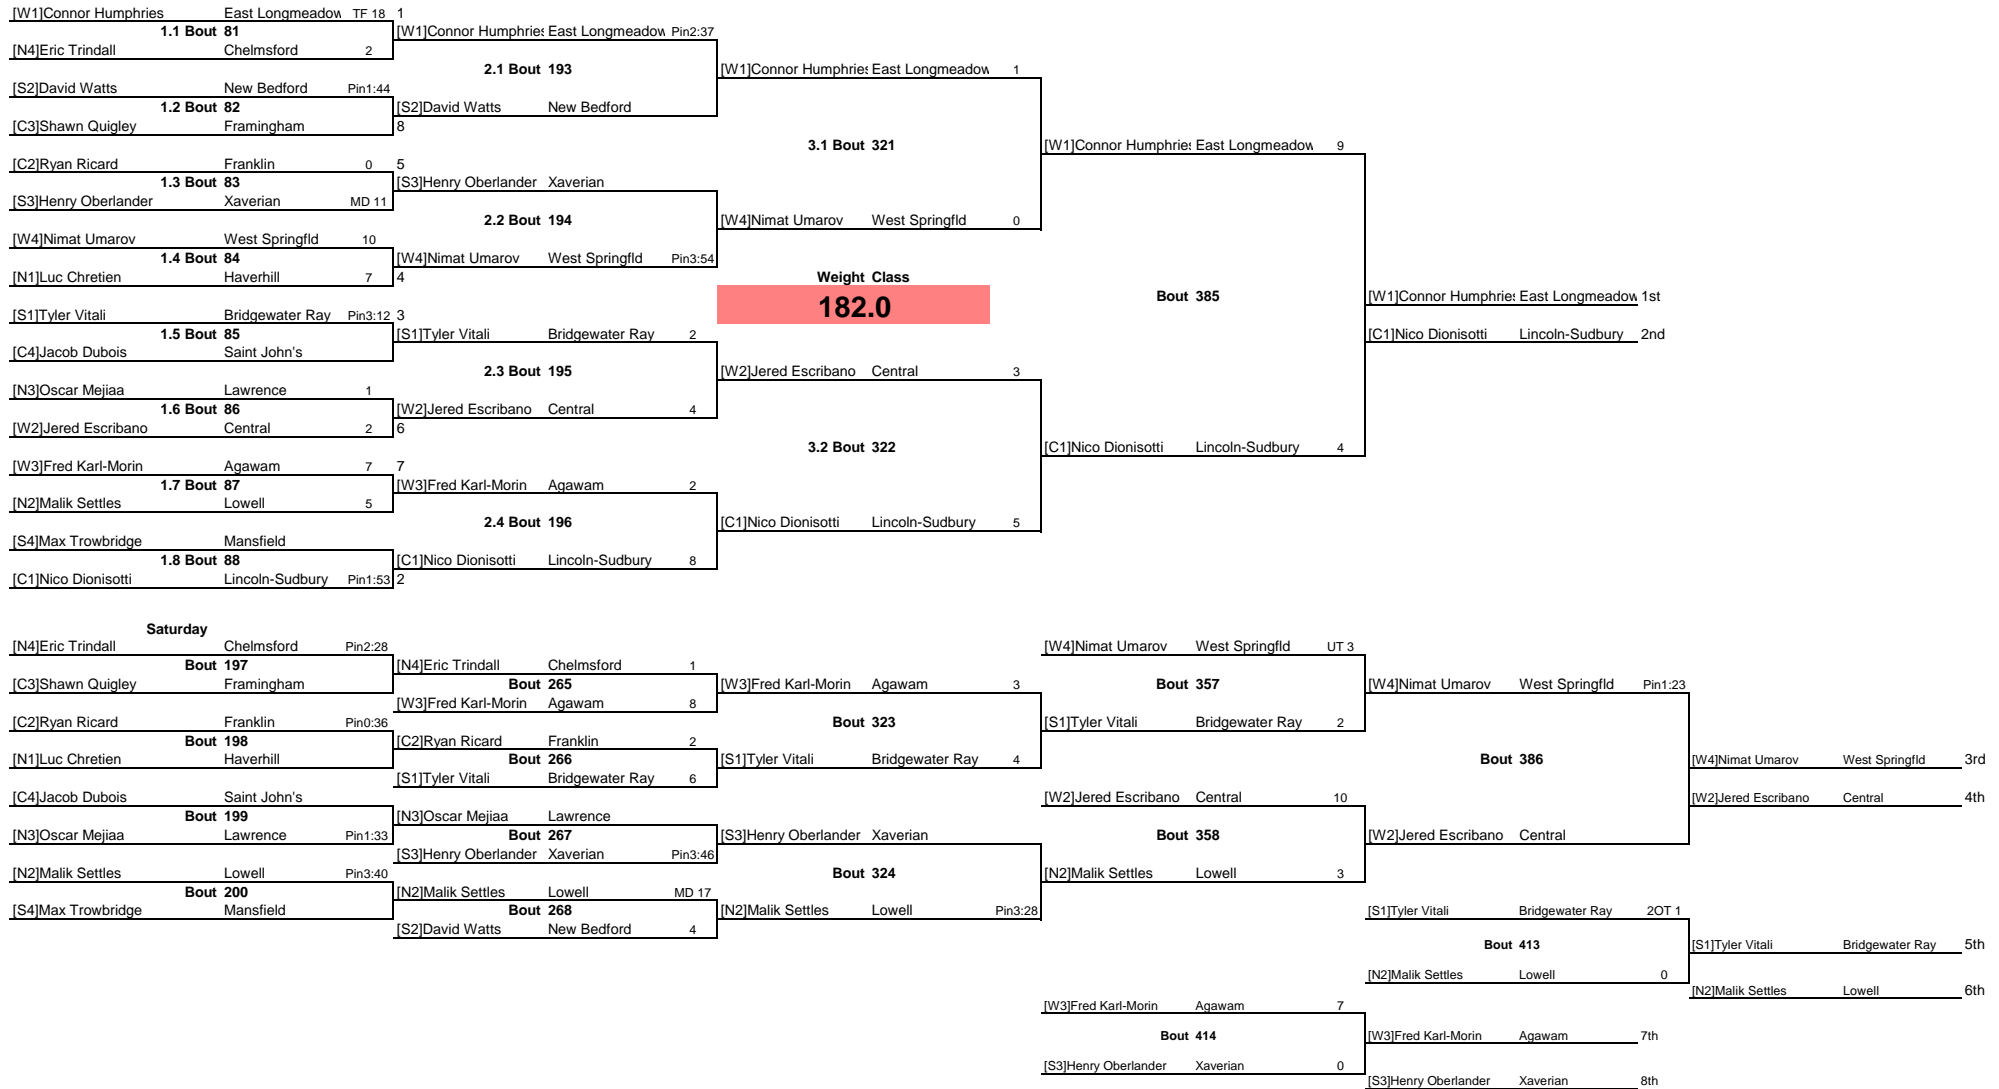 [W1]Connor Humphries East Longmeadow TF 18 1
1.1 Bout 81
[N4]Eric Trindall Chelmsford 2
[S2]David Watts New Bedford Pin1:44
1.2 Bout 82
[C3]Shawn Quigley Framingham 8
[C2]Ryan Ricard Franklin 0 5
1.3 Bout 83
[S3]Henry Oberlander Xaverian MD 11
[W4]Nimat Umarov West Springfld 10
1.4 Bout 84
[N1]Luc Chretien Haverhill 7 4
[S1]Tyler Vitali Bridgewater Ray Pin3:12 3
1.5 Bout 85
[C4]Jacob Dubois Saint John's
[N3]Oscar Mejiaa Lawrence 1
1.6 Bout 86
[W2]Jered Escribano Central 2 6
[W3]Fred Karl-Morin Agawam 7 7
1.7 Bout 87
[N2]Malik Settles Lowell 5
[S4]Max Trowbridge Mansfield
1.8 Bout 88
[C1]Nico Dionisotti Lincoln-Sudbury Pin1:53 2
[W1]Connor Humphries East Longmeadow Pin2:37
2.1 Bout 193
[S2]David Watts New Bedford
[S3]Henry Oberlander Xaverian
2.2 Bout 194
[W4]Nimat Umarov West Springfld Pin3:54
[S1]Tyler Vitali Bridgewater Ray 2
2.3 Bout 195
[W2]Jered Escribano Central 4
[W3]Fred Karl-Morin Agawam 2
2.4 Bout 196
[C1]Nico Dionisotti Lincoln-Sudbury 8
[W1]Connor Humphries East Longmeadow 1
3.1 Bout 321
[W4]Nimat Umarov West Springfld 0
Weight Class
182.0
[W2]Jered Escribano Central 3
3.2 Bout 322
[C1]Nico Dionisotti Lincoln-Sudbury 5
[W1]Connor Humphries East Longmeadow 9
Bout 385
[C1]Nico Dionisotti Lincoln-Sudbury 4
[W1]Connor Humphries East Longmeadow 1st
[C1]Nico Dionisotti Lincoln-Sudbury 2nd
Saturday
[N4]Eric Trindall Chelmsford Pin2:28
Bout 197
[C3]Shawn Quigley Framingham
[C2]Ryan Ricard Franklin Pin0:36
Bout 198
[N1]Luc Chretien Haverhill
[C4]Jacob Dubois Saint John's
Bout 199
[N3]Oscar Mejiaa Lawrence Pin1:33
[N2]Malik Settles Lowell Pin3:40
Bout 200
[S4]Max Trowbridge Mansfield
[N4]Eric Trindall Chelmsford 1
Bout 265
[W3]Fred Karl-Morin Agawam 8
[C2]Ryan Ricard Franklin 2
Bout 266
[S1]Tyler Vitali Bridgewater Ray 6
[N3]Oscar Mejiaa Lawrence
Bout 267
[S3]Henry Oberlander Xaverian Pin3:46
[N2]Malik Settles Lowell MD 17
Bout 268
[S2]David Watts New Bedford 4
[W3]Fred Karl-Morin Agawam 3
Bout 323
[S1]Tyler Vitali Bridgewater Ray 4
[S3]Henry Oberlander Xaverian
Bout 324
[N2]Malik Settles Lowell Pin3:28
[W4]Nimat Umarov West Springfld UT 3
Bout 357
[S1]Tyler Vitali Bridgewater Ray 2
[W2]Jered Escribano Central 10
Bout 358
[N2]Malik Settles Lowell 3
[W4]Nimat Umarov West Springfld Pin1:23
Bout 386
[W2]Jered Escribano Central
[W4]Nimat Umarov West Springfld 3rd
[W2]Jered Escribano Central 4th
[S1]Tyler Vitali Bridgewater Ray 2OT 1
Bout 413
[N2]Malik Settles Lowell 0
[S1]Tyler Vitali Bridgewater Ray 5th
[N2]Malik Settles Lowell 6th
[W3]Fred Karl-Morin Agawam 7
Bout 414
[S3]Henry Oberlander Xaverian 0
[W3]Fred Karl-Morin Agawam 7th
[S3]Henry Oberlander Xaverian 8th